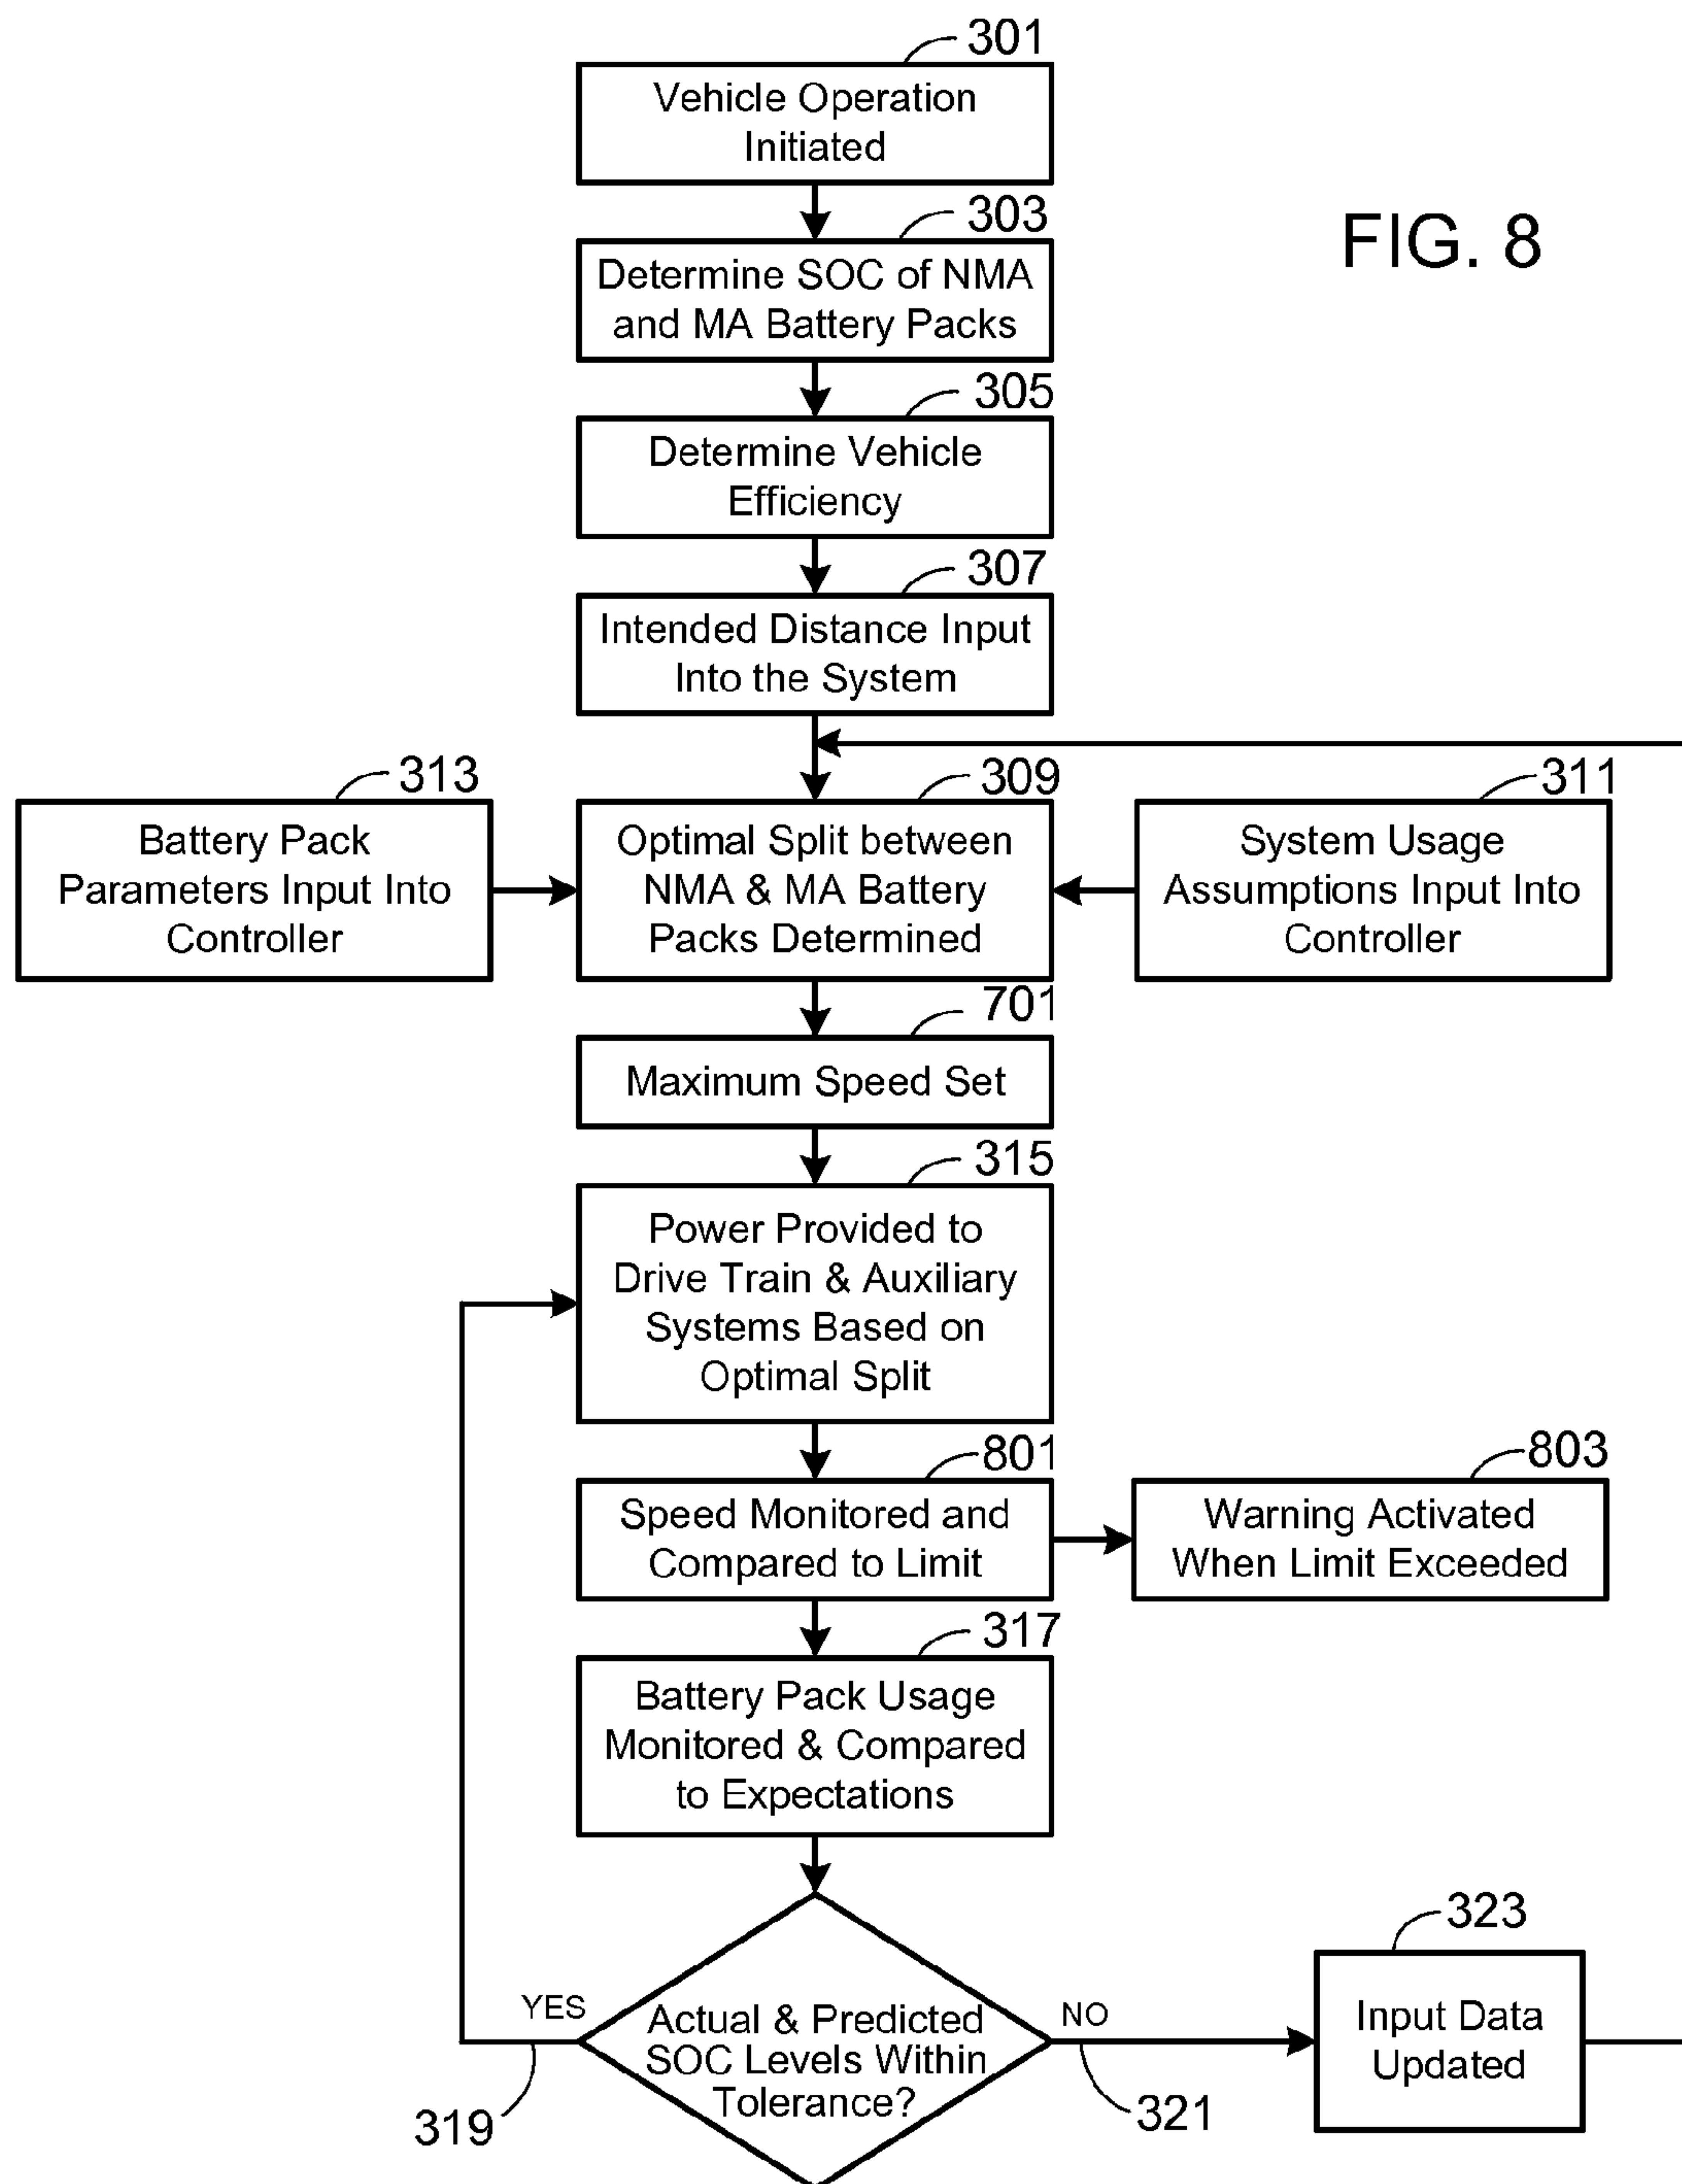 301
Vehicle Operation
Initiated
303
FIG. 8
Determine SOC of NMA
and MA Battery Packs
305
Determine Vehicle
Efficiency
307
Intended Distance Input
Into the System
313
Battery Pack
Parameters Input Into
Controller
309
Optimal Split between
NMA & MA Battery
Packs Determined
311
System Usage
Assumptions Input Into
Controller
701
Maximum Speed Set
315
Power Provided to
Drive Train & Auxiliary
Systems Based on
Optimal Split
801
Speed Monitored and
Compared to Limit
803
Warning Activated
When Limit Exceeded
317
Battery Pack Usage
Monitored & Compared
to Expectations
YES
Actual & Predicted
SOC Levels Within
Tolerance?
NO
319
321
323
Input Data
Updated